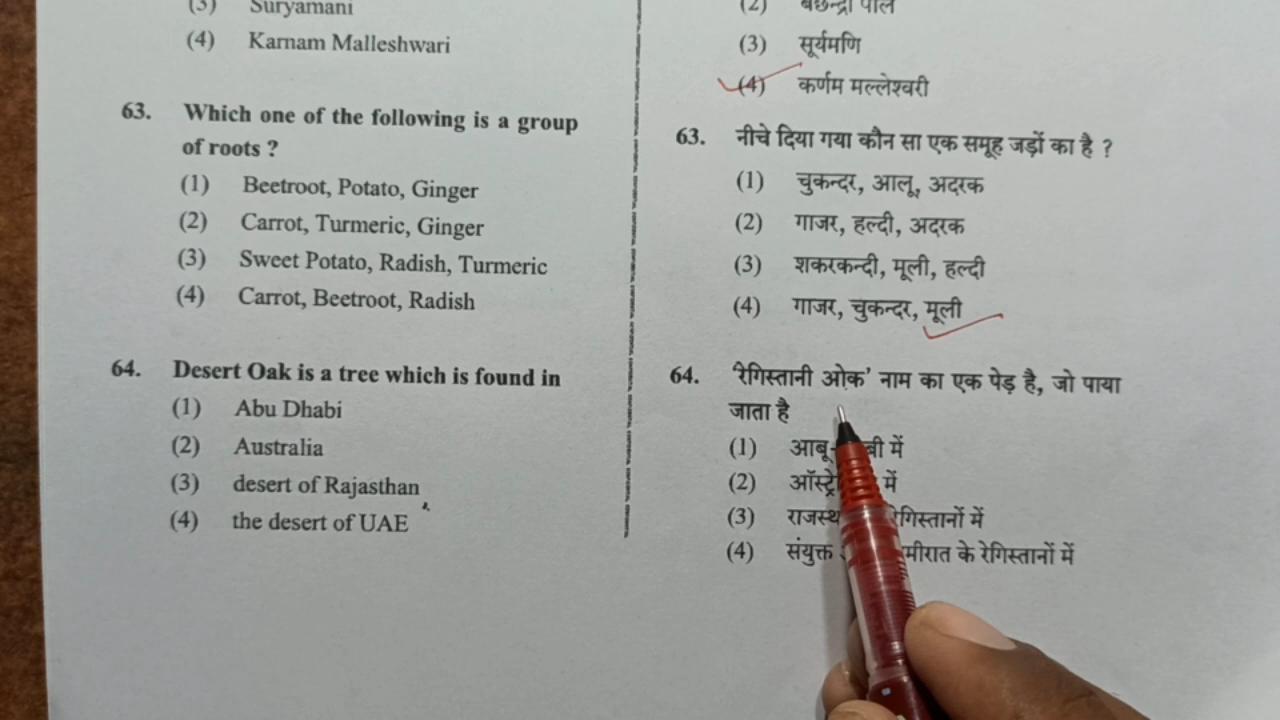 (3) Suryamani
(4) Karnam Malleshwari
63. Which one of the following is a group
of roots ?
(1) Beetroot, Potato, Ginger
(2) Carrot, Turmeric, Ginger
(3) Sweet Potato, Radish, Turmeric
(4) Carrot, Beetroot, Radish
64. Desert Oak is a tree which is found in
(1) Abu Dhabi
(2) Australia
(3) desert of Rajasthan
(4) the desert of UAE
(2) बछेन्द्री पाल
(3) सूर्यमणि
(4) कर्णम मल्लेश्वरी
63. नीचे दिया गया कौन सा एक समूह जड़ों का है ?
(1) चुकन्दर, आलू, अदरक
(2) गाजर, हल्दी, अदरक
(3) शकरकन्दी, मूली, हल्दी
(4) गाजर, चुकन्दर, मूली
64. 'रेगिस्तानी ओक' नाम का एक पेड़ है, जो पाया
जाता है
(1) में
(2) में
(3)
(4) संयुक्त के रेगिस्तानों में